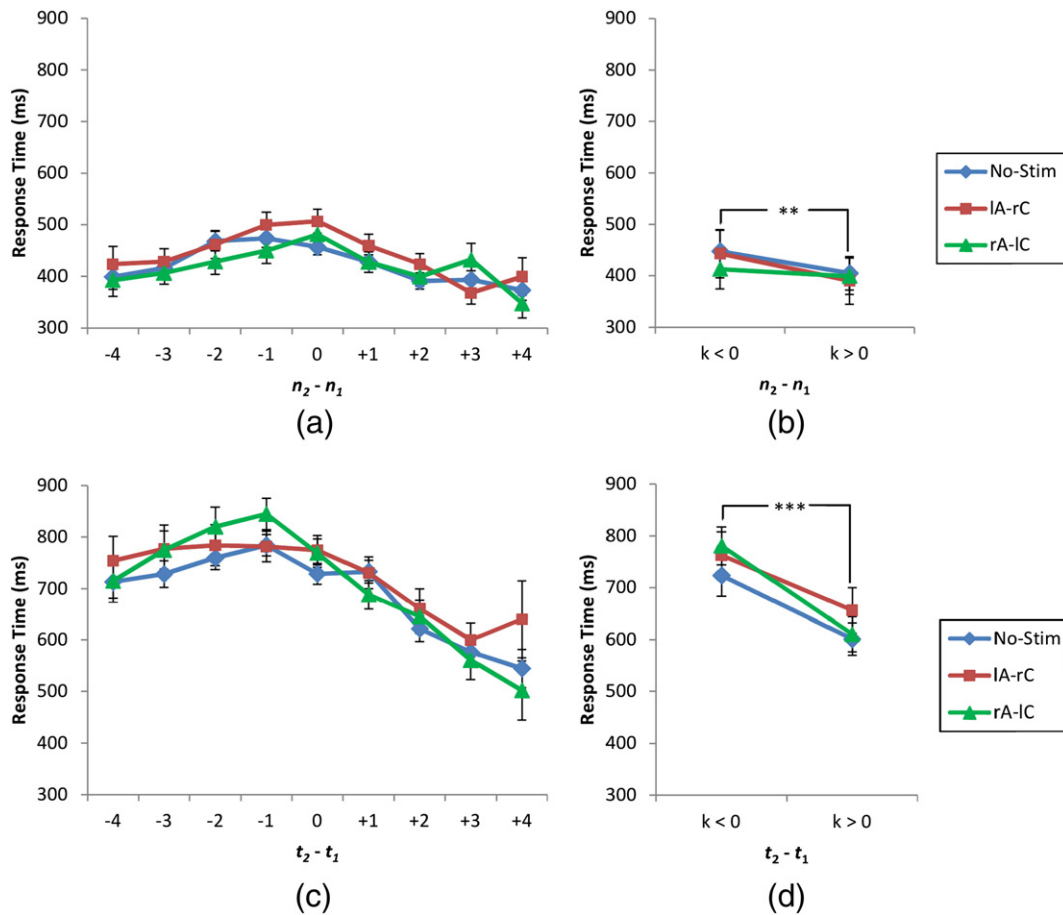 900
800
700
600
500
400
300
Response Time (ms)
-4 -3 -2 -1 0 +1 +2 +3 +4
n2 - n1
(a)
900
800
700
600
500
400
300
Response Time (ms)
**
k < 0 k > 0
n2 - n1
(b)
No-Stim
lA-rC
rA-lC
900
800
700
600
500
400
300
Response Time (ms)
-4 -3 -2 -1 0 +1 +2 +3 +4
t2 - t1
(c)
900
800
700
600
500
400
300
Response Time (ms)
***
k < 0 k > 0
t2 - t1
(d)
No-Stim
lA-rC
rA-lC